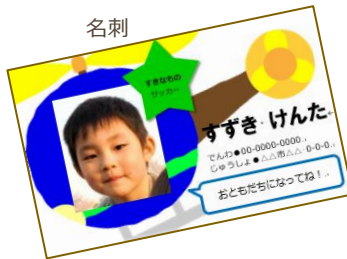 名刺
すきなもの
サッカー
すずき・けんた
でんわ●00-0000-0000
じゅうしょ●△△市△△ 0-0-0
おともだちになってね！